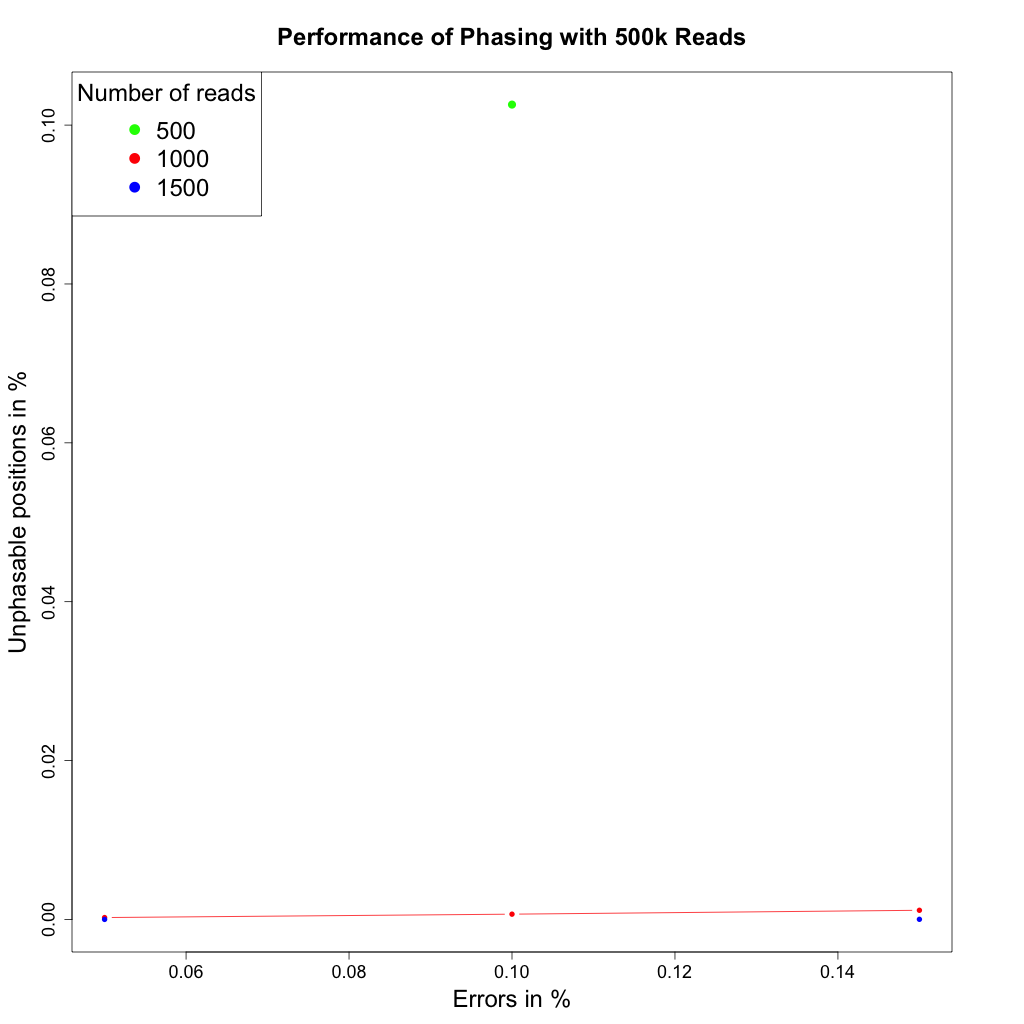 Performance of Phasing with 500k Reads
Number of reads
500
1000
1500
Unphasable positions in %
0.10
0.08
0.06
0.04
0.02
0.00
0.06 0.08 0.10 0.12 0.14
Errors in %